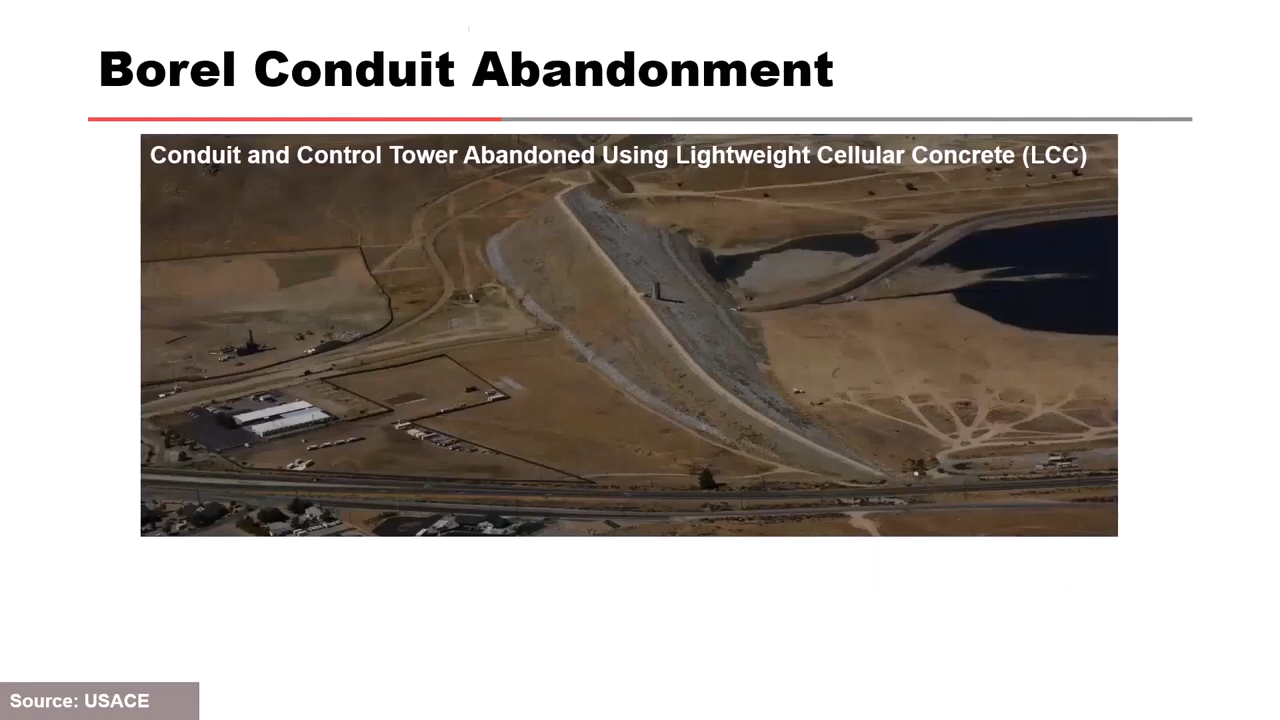 Borel Conduit Abandonment
Conduit and Control Tower Abandoned Using Lightweight Cellular Concrete (LCC)
Source: USACE